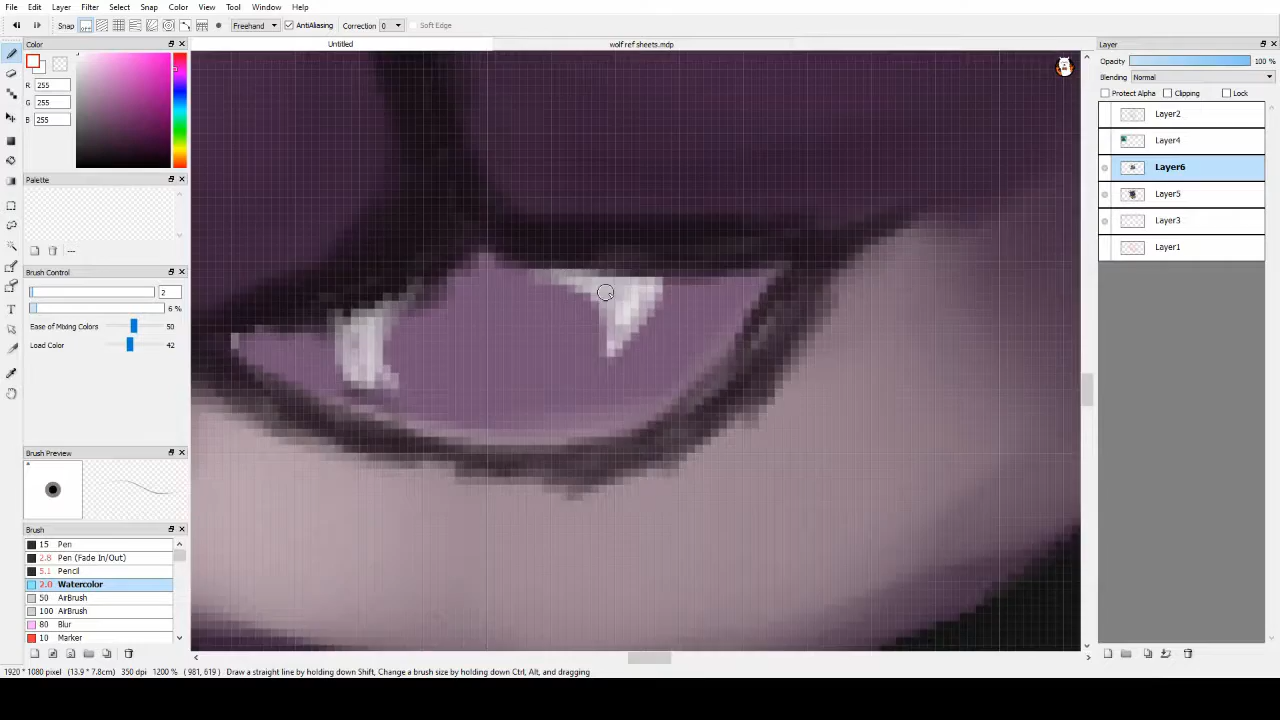 File Edit Layer Filter Select Snap Color View Tool Window Help
Snap Freehand AntiAliasing Correction 0 Soft Edge
Color Untitled wolf ref sheets.mdp Layer
Opacity 100 %
Blending Normal
Protect Alpha Clipping Lock
R 255
G 255
B 255
Layer2
Layer4
Layer6
Layer5
Layer3
Layer1
Palette
---
Brush Control
2
6 %
Ease of Mixing Colors 50
Load Color 42
Brush Preview
Brush
15 Pen
2.8 Pen (Fade In/Out)
5.1 Pencil
2.0 Watercolor
50 AirBrush
100 AirBrush
80 Blur
10 Marker
1920 * 1080 pixel (13.9 * 7.8cm) 350 dpi 1200 % ( 981, 619 ) Draw a straight line by holding down Shift, Change a brush size by holding down Ctrl, Alt, and dragging